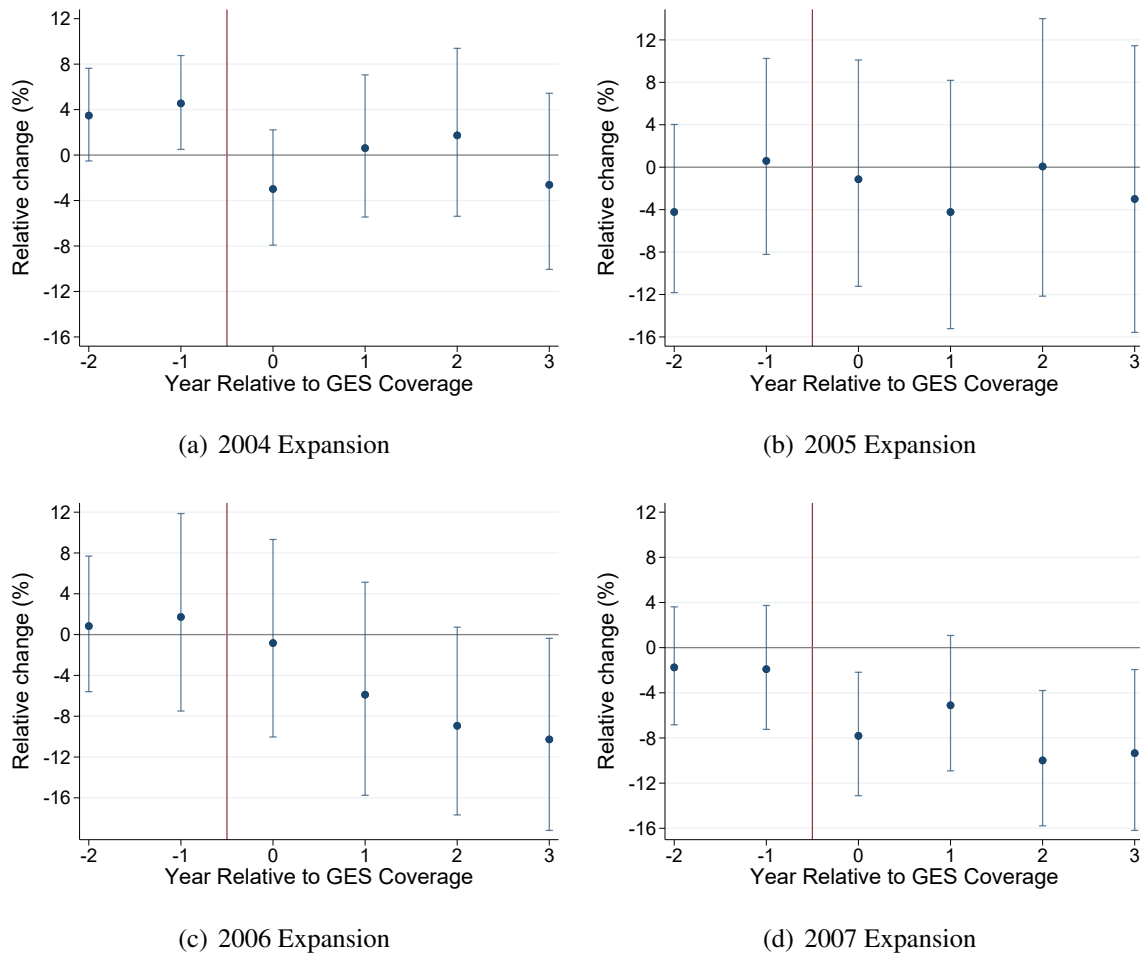 12
8
4
0
-4
-8
-12
-16
Relative change (%)
-2 -1 0 1 2 3
Year Relative to GES Coverage
(a) 2004 Expansion
12
8
4
0
-4
-8
-12
-16
Relative change (%)
-2 -1 0 1 2 3
Year Relative to GES Coverage
(b) 2005 Expansion
12
8
4
0
-4
-8
-12
-16
Relative change (%)
-2 -1 0 1 2 3
Year Relative to GES Coverage
(c) 2006 Expansion
12
8
4
0
-4
-8
-12
-16
Relative change (%)
-2 -1 0 1 2 3
Year Relative to GES Coverage
(d) 2007 Expansion